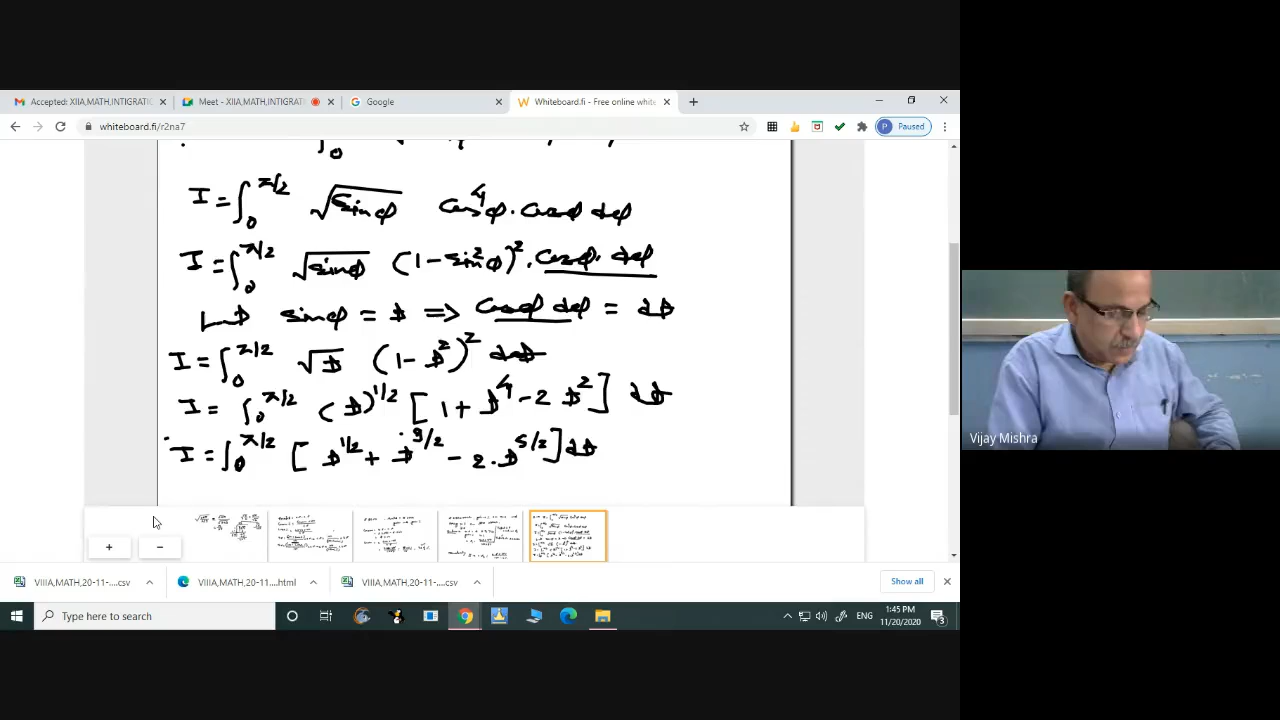 Accepted: XIIA,MATH,INTIGRATI
Meet - XIIA,MATH,INTIGRATI
Google
Whiteboard.fi - Free online white
whiteboard.fi/r2na7
P Paused
I = ∫₀^π/2 √sinφ cos⁴φ · cosφ dφ
I = ∫₀^π/2 √sinφ (1 - sin²φ)² · cosφ · dφ
Let sinφ = t => cosφ dφ = dt
I = ∫₀^π/2 √t (1 - t²)² dt
I = ∫₀^π/2 (t)^1/2 [1 + t⁴ - 2 t²] dt
I = ∫₀^π/2 [t^1/2 + t^9/2 - 2 · t^5/2] dt
Vijay Mishra
+ −
VIIIA,MATH, 20-11-....csv
VIIIA,MATH, 20-11-....html
VIIIA,MATH, 20-11-....csv
Show all
Type here to search
ENG
1:45 PM
11/20/2020
3